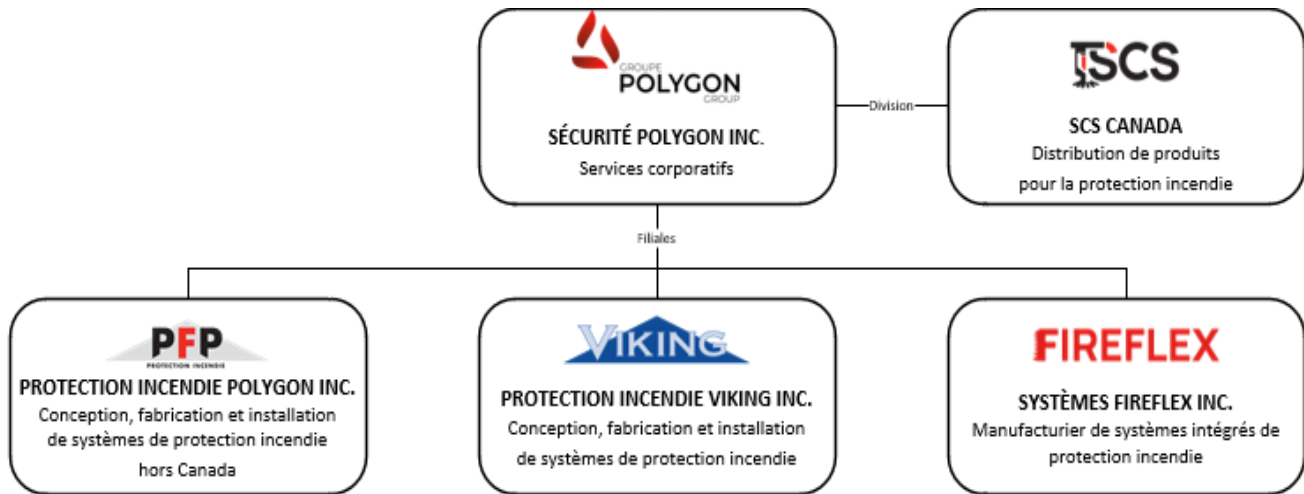 GROUPE
POLYGON
GROUP
SÉCURITÉ POLYGON INC.
Services corporatifs
Division
SCS
SCS CANADA
Distribution de produits
pour la protection incendie
Filiales
PFP
PROTECTION INCENDIE
PROTECTION INCENDIE POLYGON INC.
Conception, fabrication et installation
de systèmes de protection incendie
hors Canada
VIKING
PROTECTION INCENDIE VIKING INC.
Conception, fabrication et installation
de systèmes de protection incendie
FIREFLEX
SYSTÈMES FIREFLEX INC.
Manufacturier de systèmes intégrés de
protection incendie